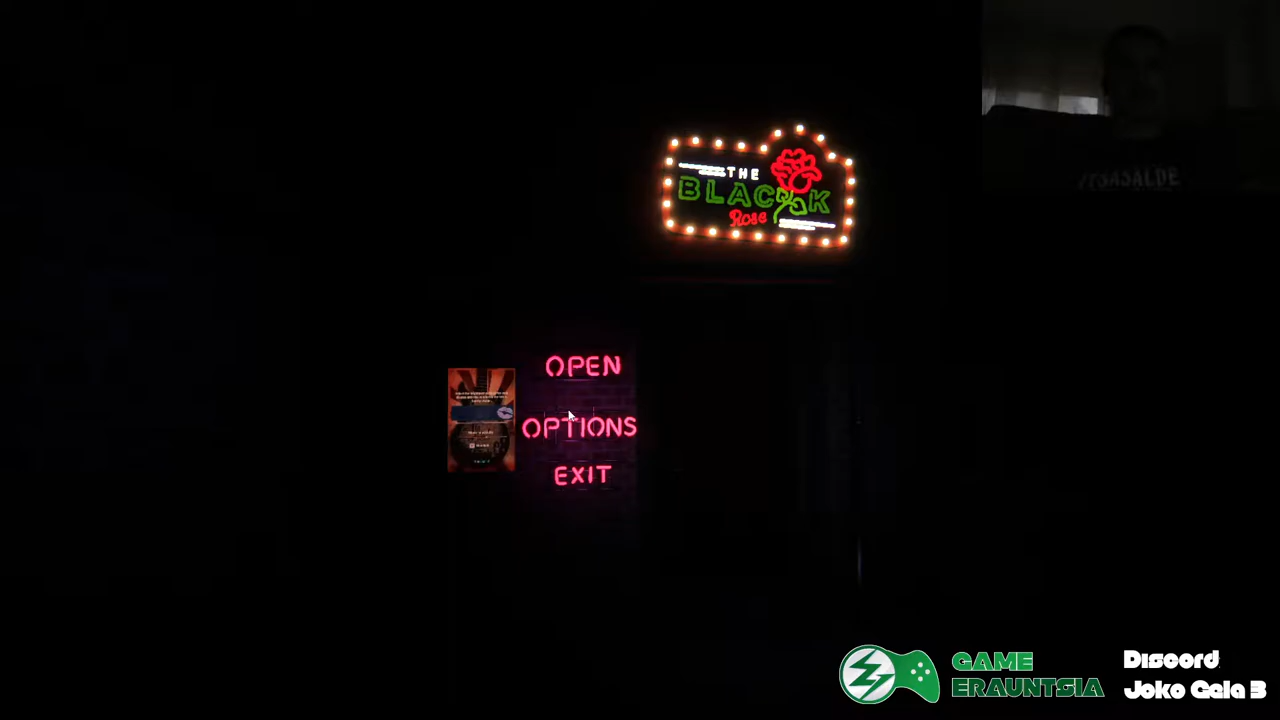 THE
BLACK
Rose
OPEN
OPTIONS
EXIT
GAME
ERAUNTSIA
Discord
Joko Gela 3